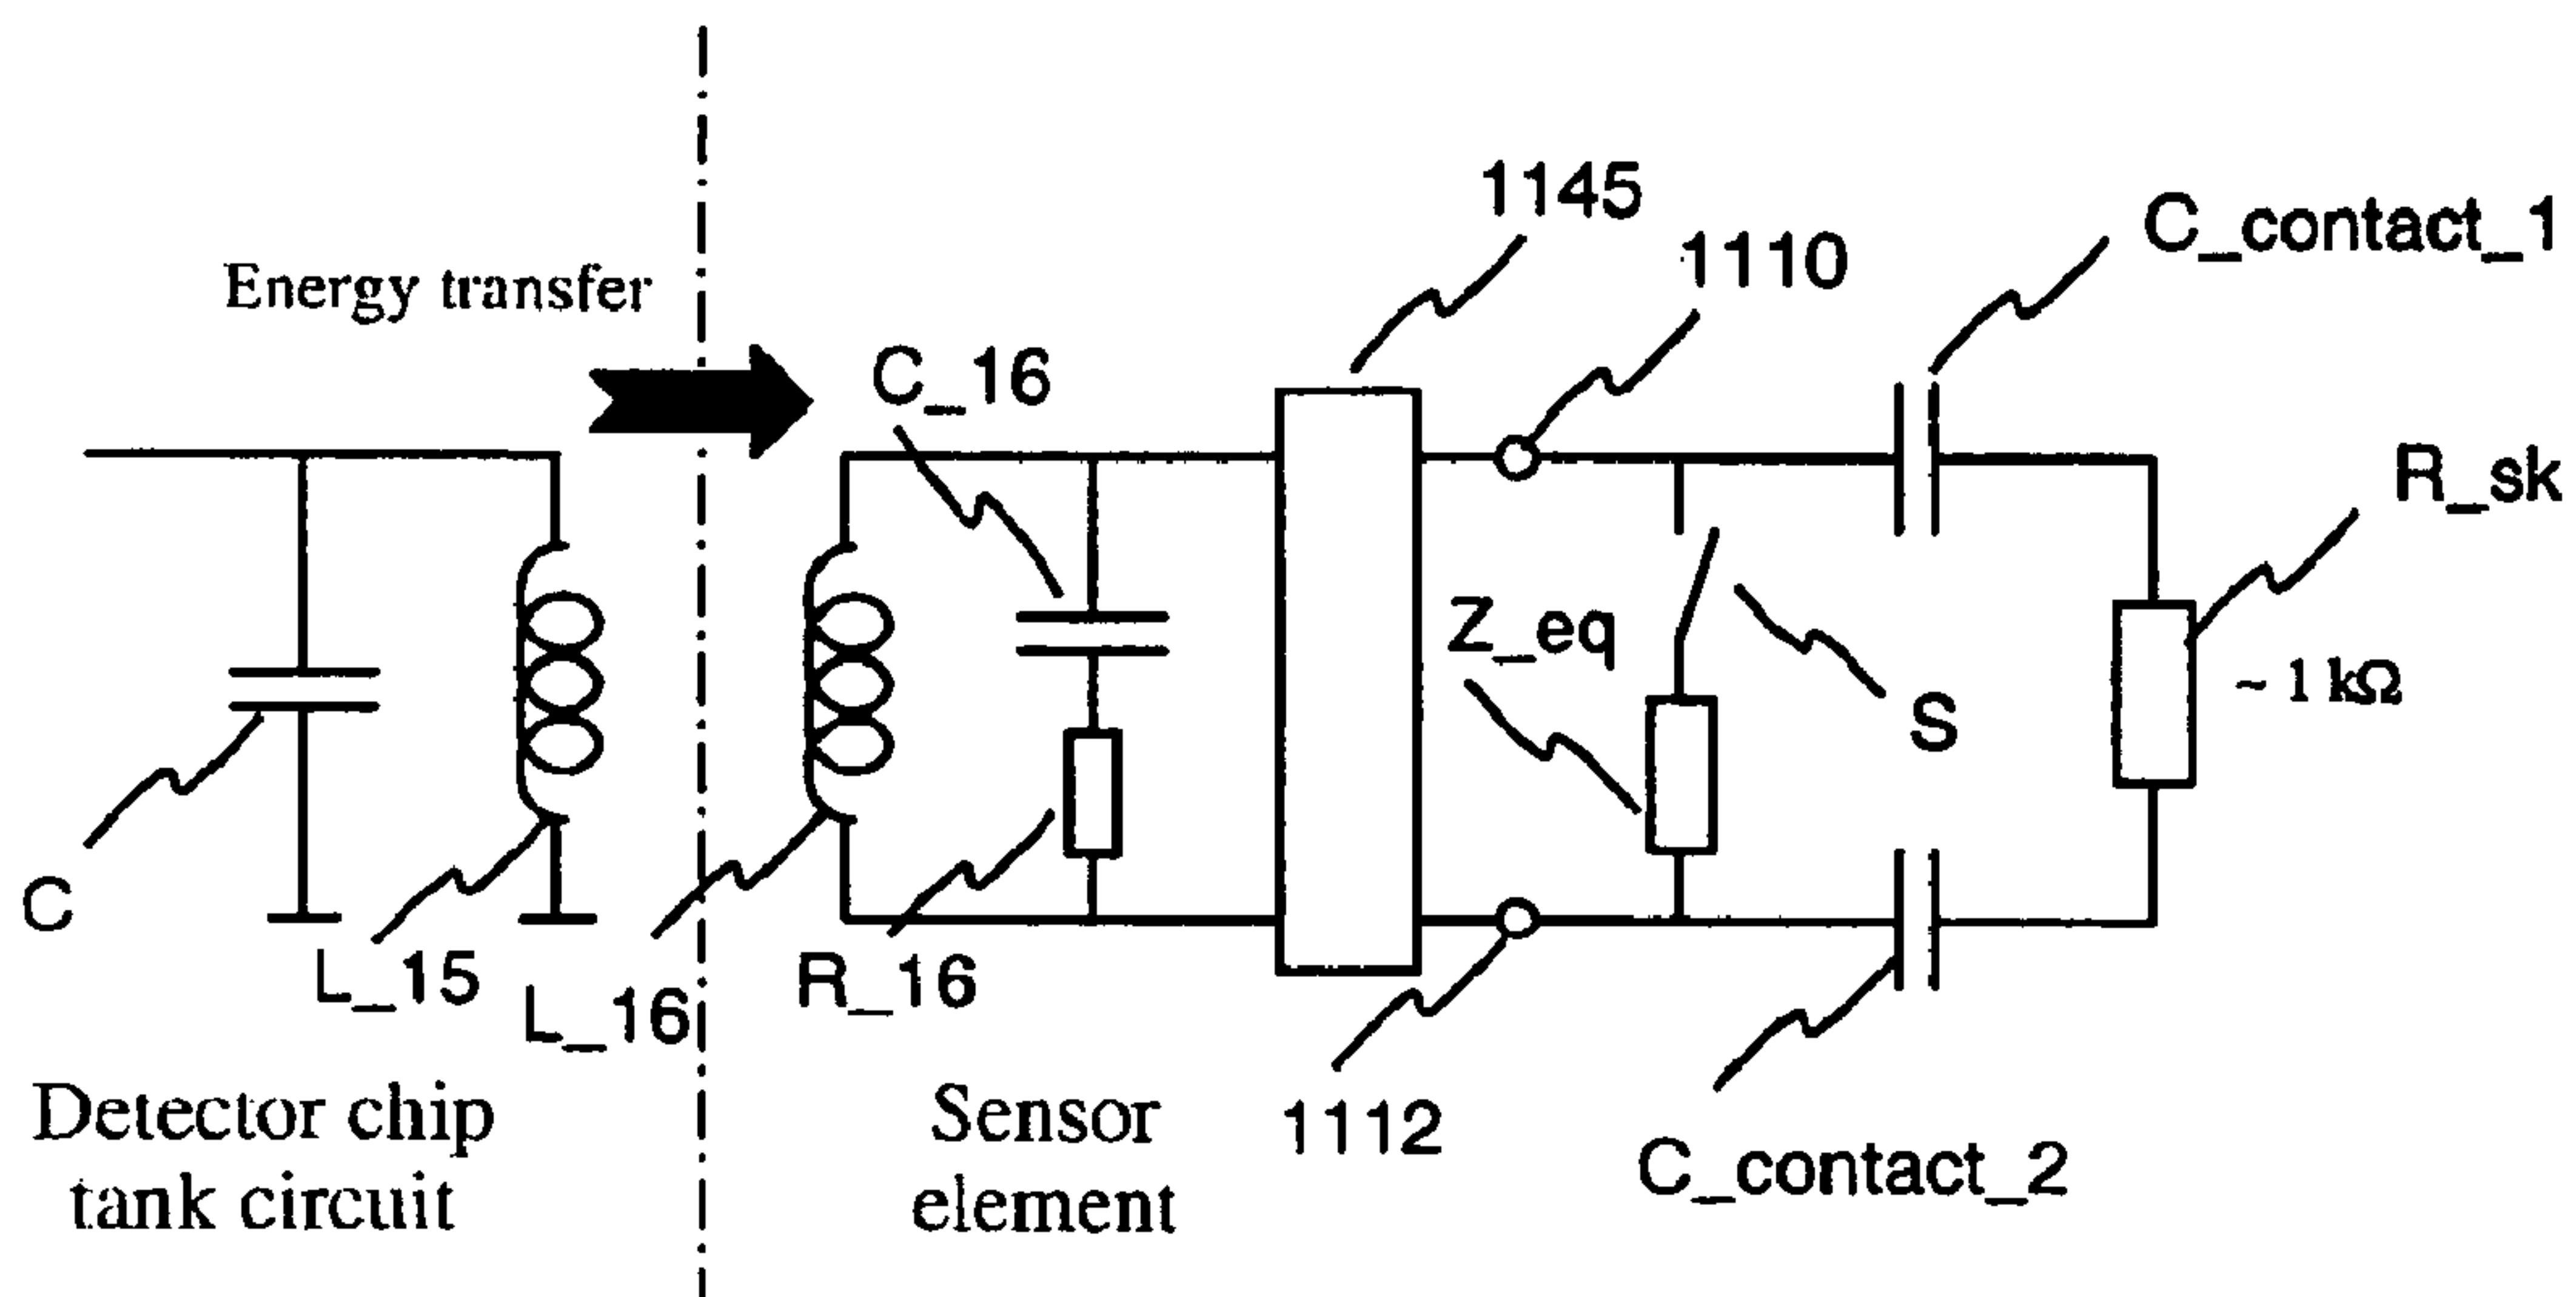 1145
C_contact_1
1110
Energy transfer
C_16
R_sk
Z_eq
~ 1 kΩ
S
C
L_15
L_16
R_16
Detector chip
tank circuit
Sensor
element
1112
C_contact_2